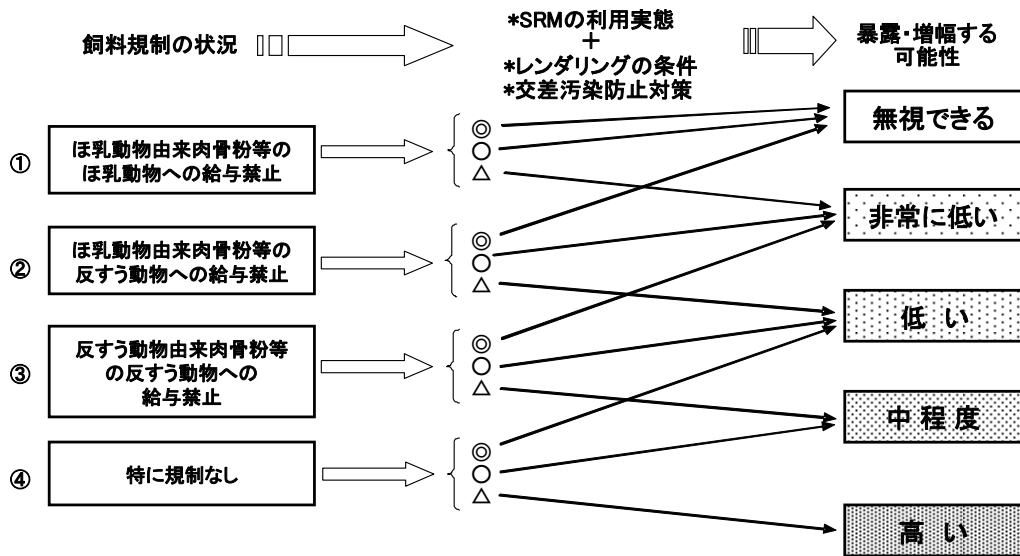 飼料規制の状況
*SRMの利用実態
+
*レンダリングの条件
*交差汚染防止対策
暴露・増幅する
可能性
①
ほ乳動物由来肉骨粉等の
ほ乳動物への給与禁止
◎
○
△
②
ほ乳動物由来肉骨粉等の
反すう動物への給与禁止
◎
○
△
③
反すう動物由来肉骨粉等
の反すう動物への
給与禁止
◎
○
△
④
特に規制なし
◎
○
△
無視できる
非常に低い
低 い
中 程 度
高 い